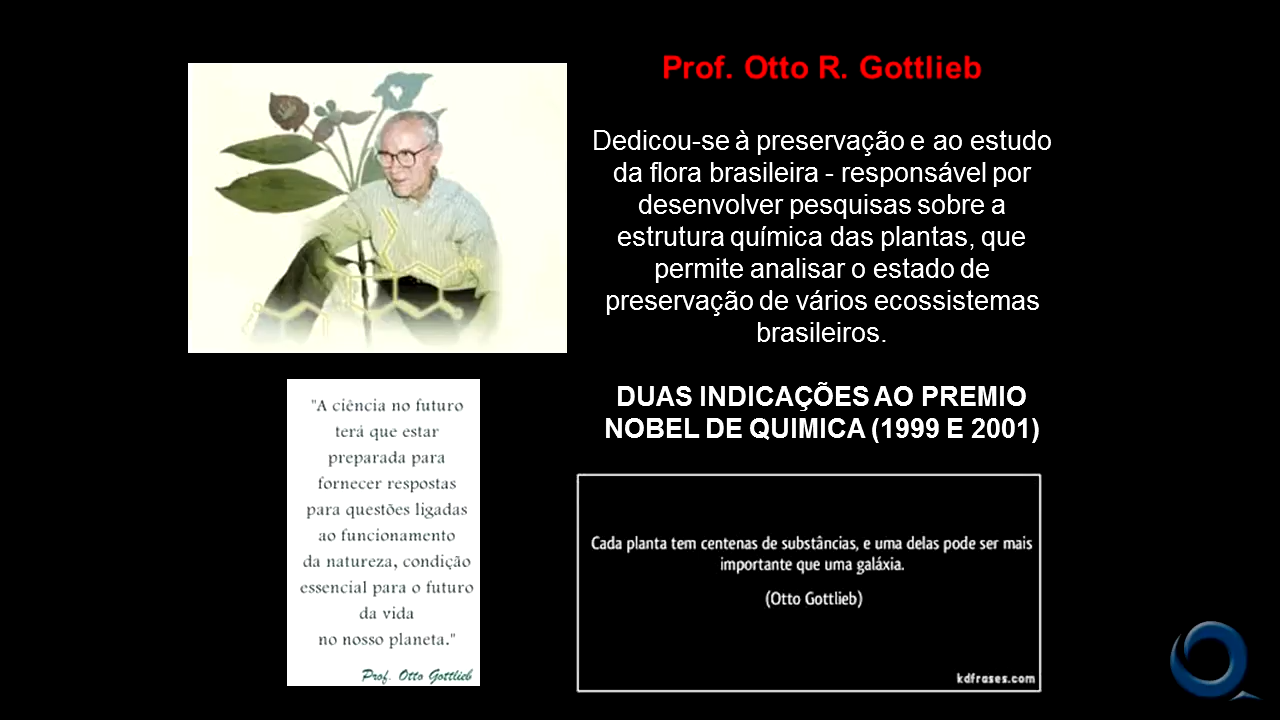 Prof. Otto R. Gottlieb
Dedicou-se à preservação e ao estudo
da flora brasileira - responsável por
desenvolver pesquisas sobre a
estrutura química das plantas, que
permite analisar o estado de
preservação de vários ecossistemas
brasileiros.
DUAS INDICAÇÕES AO PREMIO
NOBEL DE QUIMICA (1999 E 2001)
"A ciência no futuro
terá que estar
preparada para
fornecer respostas
para questões ligadas
ao funcionamento
da natureza, condição
essencial para o futuro
da vida
no nosso planeta."
Prof. Otto Gottlieb
Cada planta tem centenas de substâncias, e uma delas pode ser mais
importante que uma galáxia.
(Otto Gottlieb)
kdfrases.com